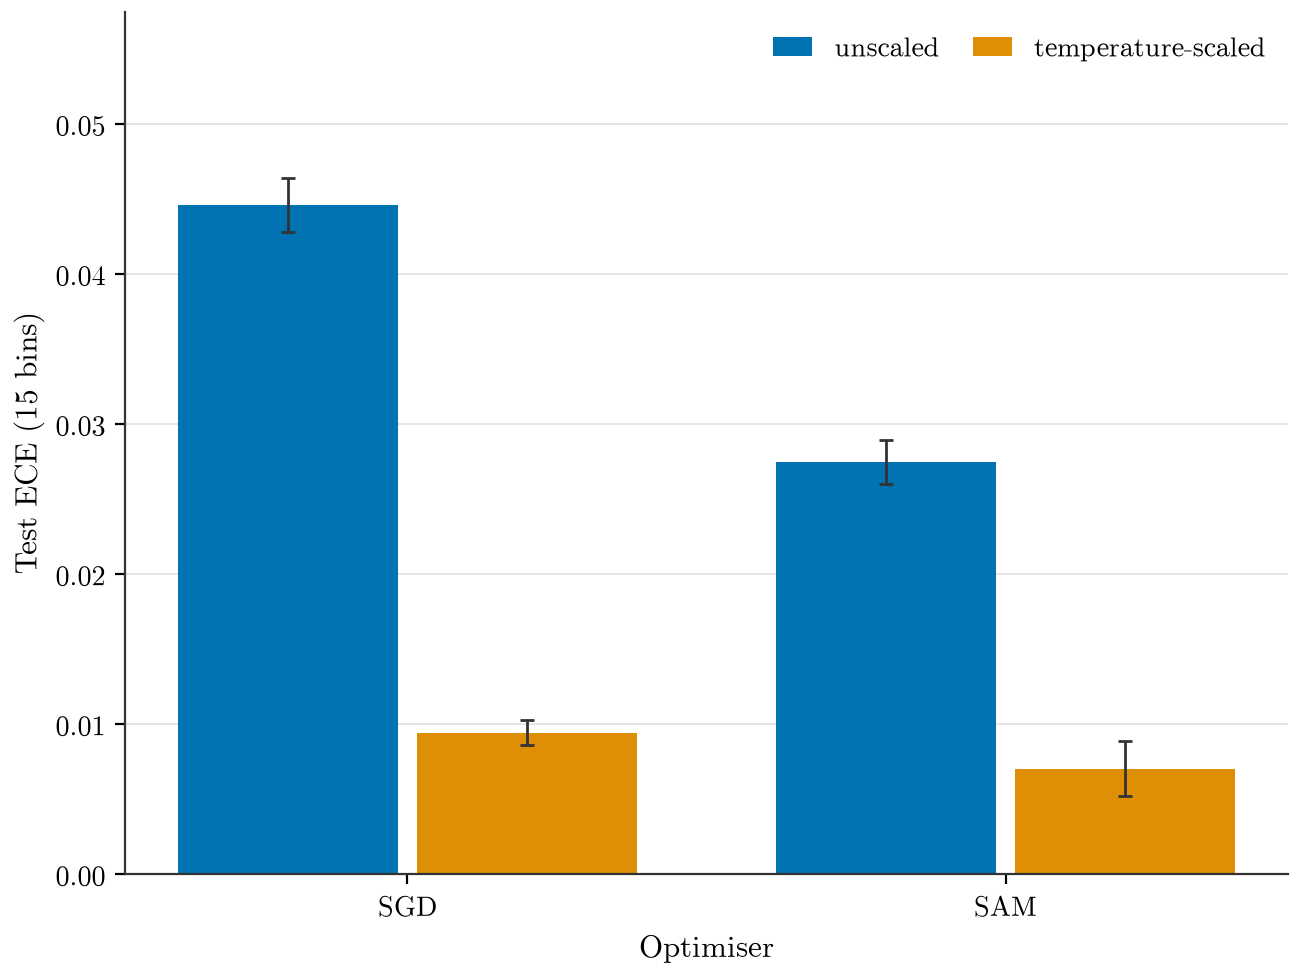 unscaled
temperature-scaled
0.05
0.04
0.03
0.02
0.01
0.00
Test ECE (15 bins)
SGD
SAM
Optimiser